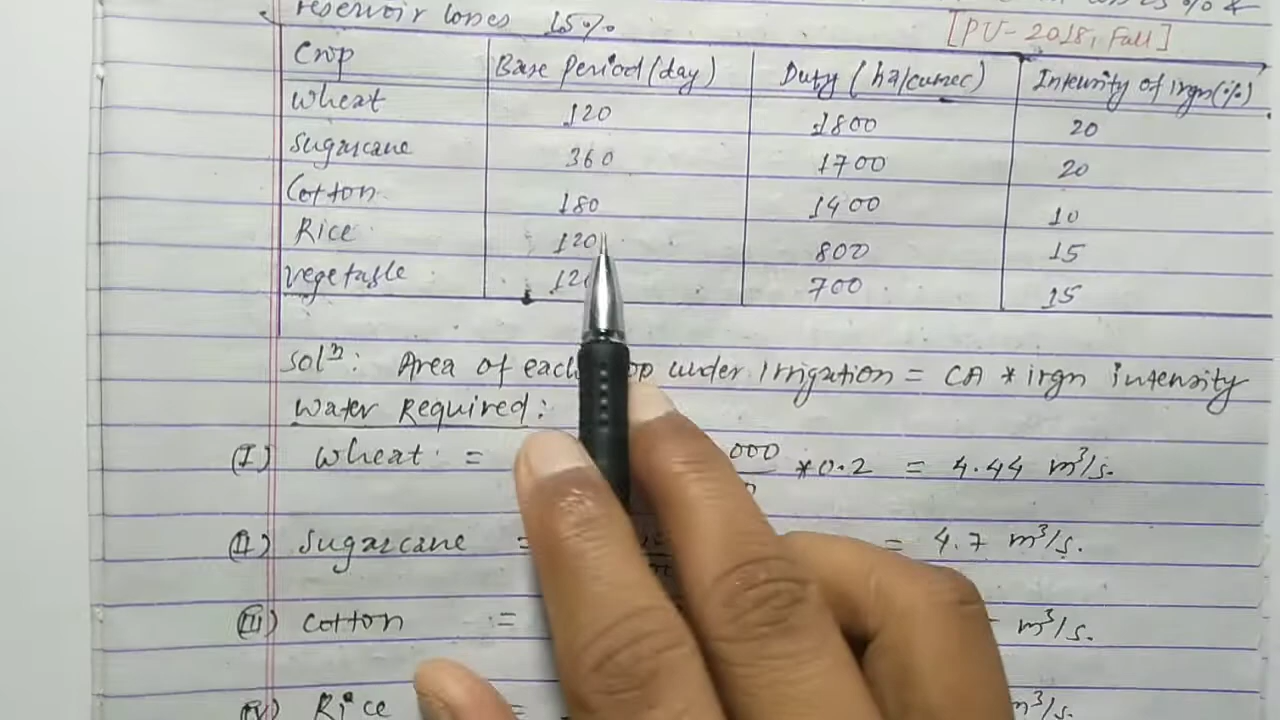 reservoir losses 15%
[PU-2018, Fall]
Crop Base Period(day) Duty (ha/cumec) Intensity of irgn(%)
Wheat 120 1800 20
Sugarcane 360 1700 20
Cotton 180 1400 10
Rice 120 800 15
vegetable 700 15
Solⁿ: Area of each under irrigation = CA * irgn intensity
Water Required:
(I) Wheat = 000 * 0.2 = 4.44 m³/s.
(II) Sugarcane = = 4.7 m³/s.
(III) Cotton = m³/s.
(IV) Rice = m³/s.